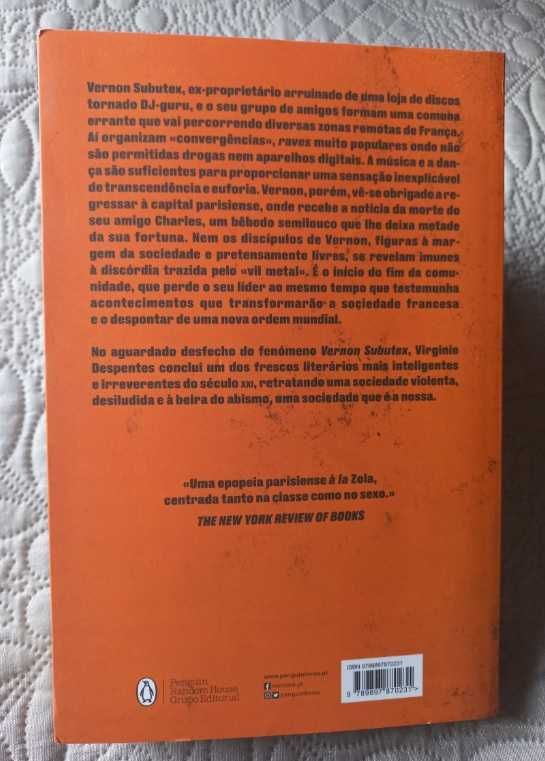 Vernon Subutex, ex-proprietário arruinado de uma loja de discos
tornado DJ-guru, e o seu grupo de amigos formam uma comuna
errante que vai percorrendo diversas zonas remotas de França.
Aí organizam «convergências», raves muito populares onde não
são permitidas drogas nem aparelhos digitais. A música e a dan-
ça são suficientes para proporcionar uma sensação inexplicável
de transcendência e euforia. Vernon, porém, vê-se obrigado a re-
gressar à capital parisiense, onde recebe a notícia da morte do
seu amigo Charles, um bêbedo semilouco que lhe deixa metade
da sua fortuna. Nem os discípulos de Vernon, figuras à mar-
gem da sociedade e pretensamente livres, se revelam imunes
à discórdia trazida pelo «vil metal». É o início do fim da comu-
nidade, que perde o seu líder ao mesmo tempo que testemunha
acontecimentos que transformarão a sociedade francesa
e o despontar de uma nova ordem mundial.
No aguardado desfecho do fenómeno Vernon Subutex, Virginie
Despentes conclui um dos frescos literários mais inteligentes
e irreverentes do século XXI, retratando uma sociedade violenta,
desiludida e à beira do abismo, uma sociedade que é a nossa.
«Uma epopeia parisiense à la Zola,
centrada tanto na classe como no sexo.»
THE NEW YORK REVIEW OF BOOKS
Penguin
Random House
Grupo Editorial
www.penguinlivros.pt
penguinlivros
ISBN 9789897870231
9 789897 870231 >